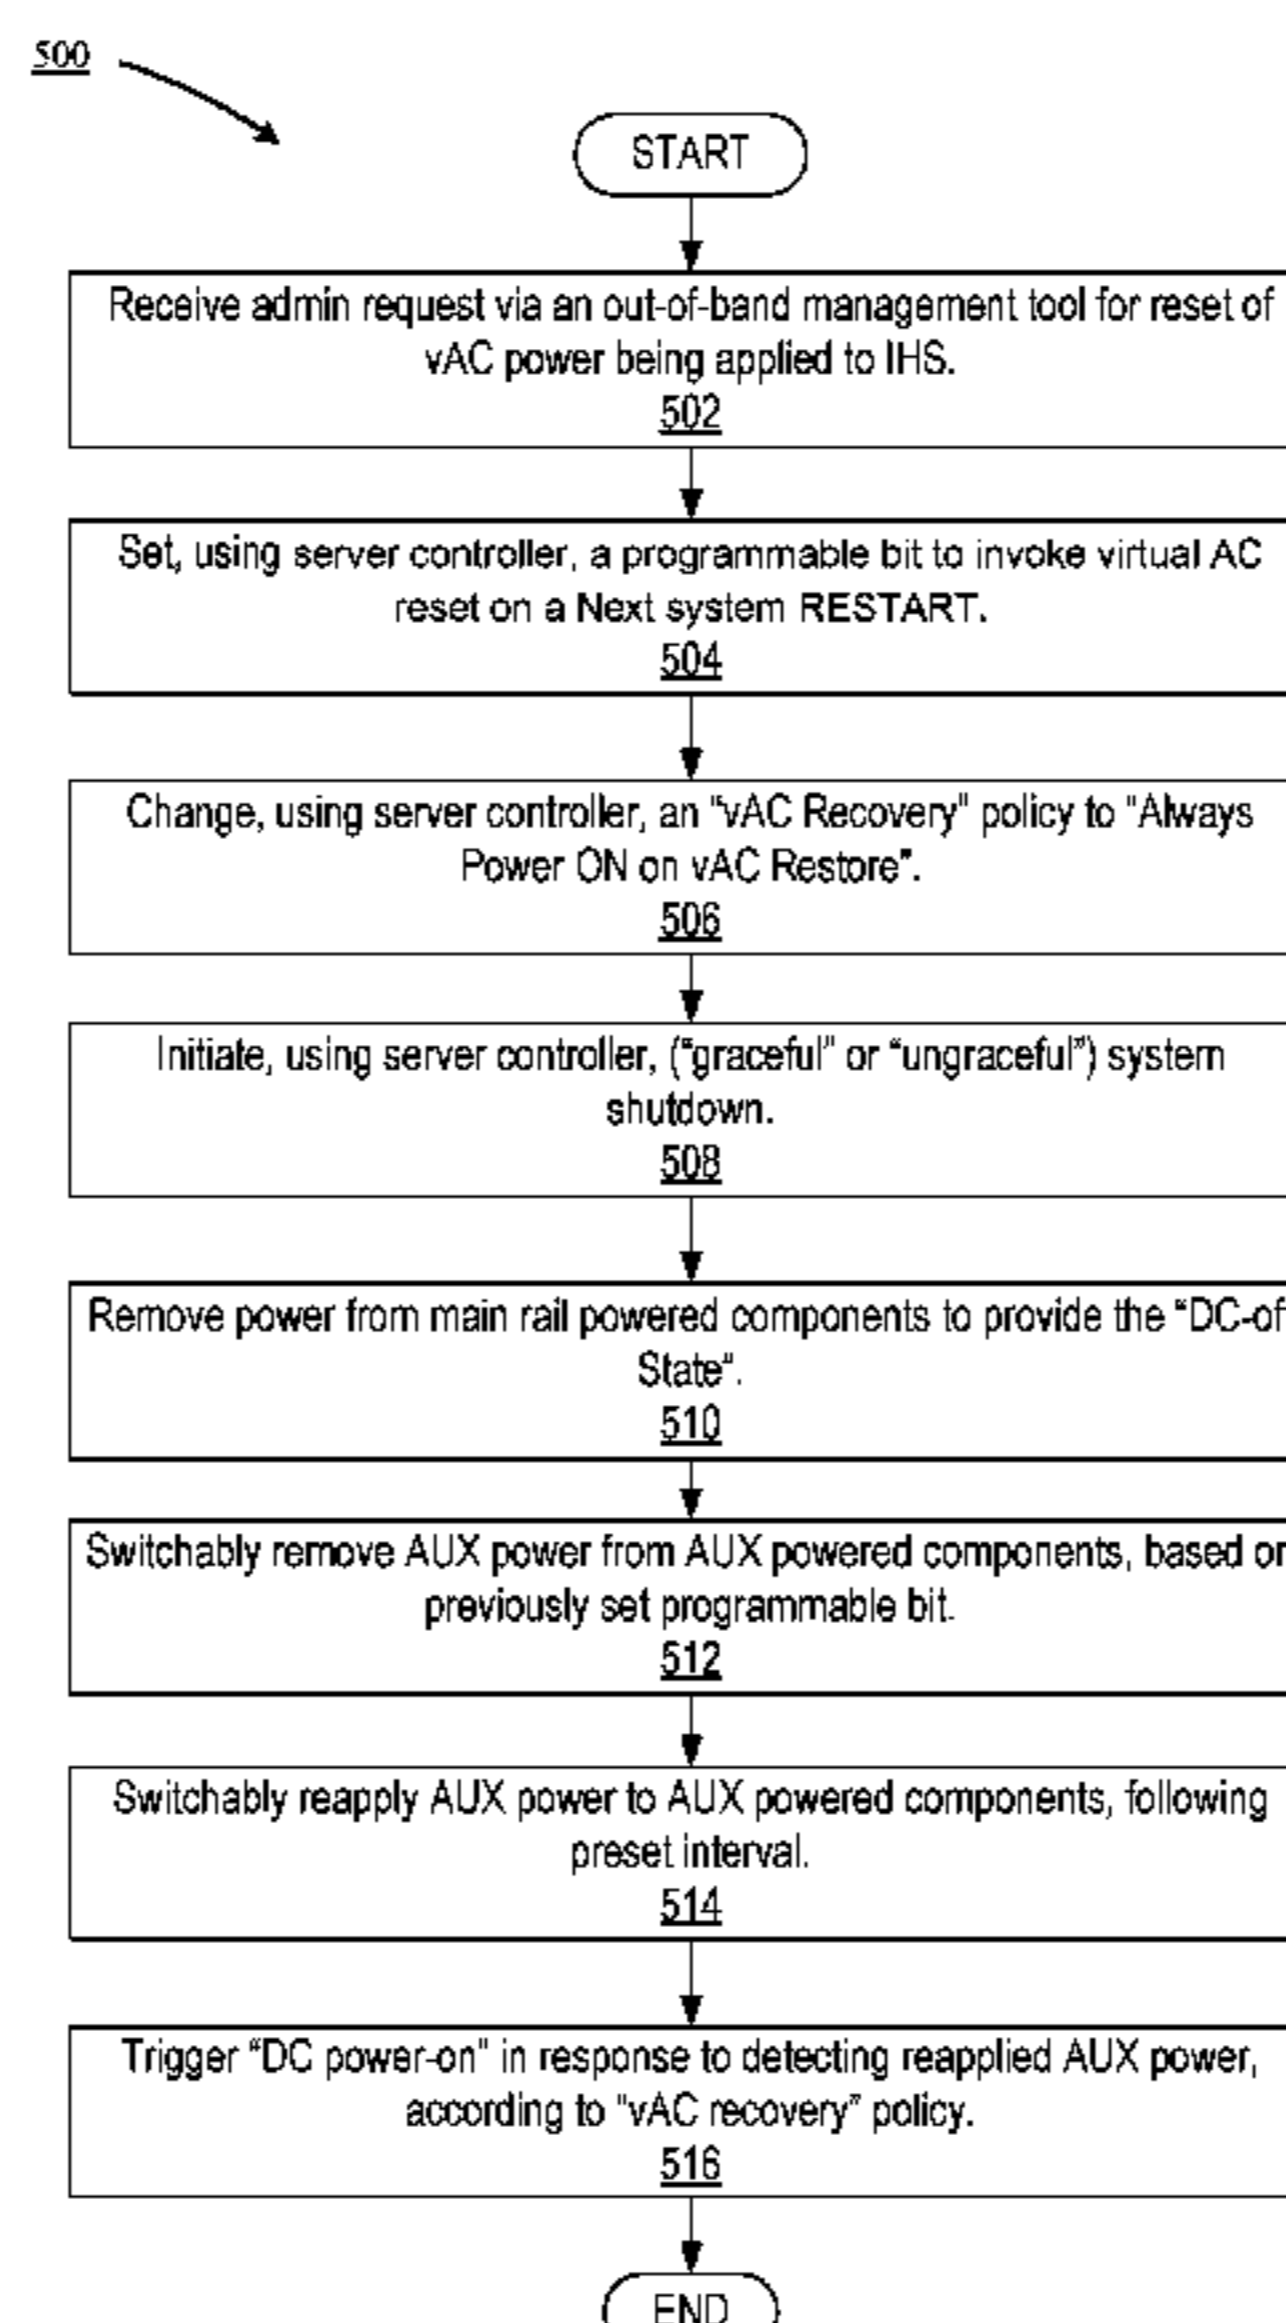 500
START
Receive admin request via an out-of-band management tool for reset of
vAC power being applied to IHS.
502
Set, using server controller, a programmable bit to invoke virtual AC
reset on a Next system RESTART.
504
Change, using server controller, an "vAC Recovery" policy to "Always
Power ON on vAC Restore".
506
Initiate, using server controller, ("graceful" or "ungraceful") system
shutdown.
508
Remove power from main rail powered components to provide the "DC-of
State".
510
Switchably remove AUX power from AUX powered components, based on
previously set programmable bit.
512
Switchably reapply AUX power to AUX powered components, following
preset interval.
514
Trigger "DC power-on" in response to detecting reapplied AUX power,
according to "vAC recovery" policy.
516
END